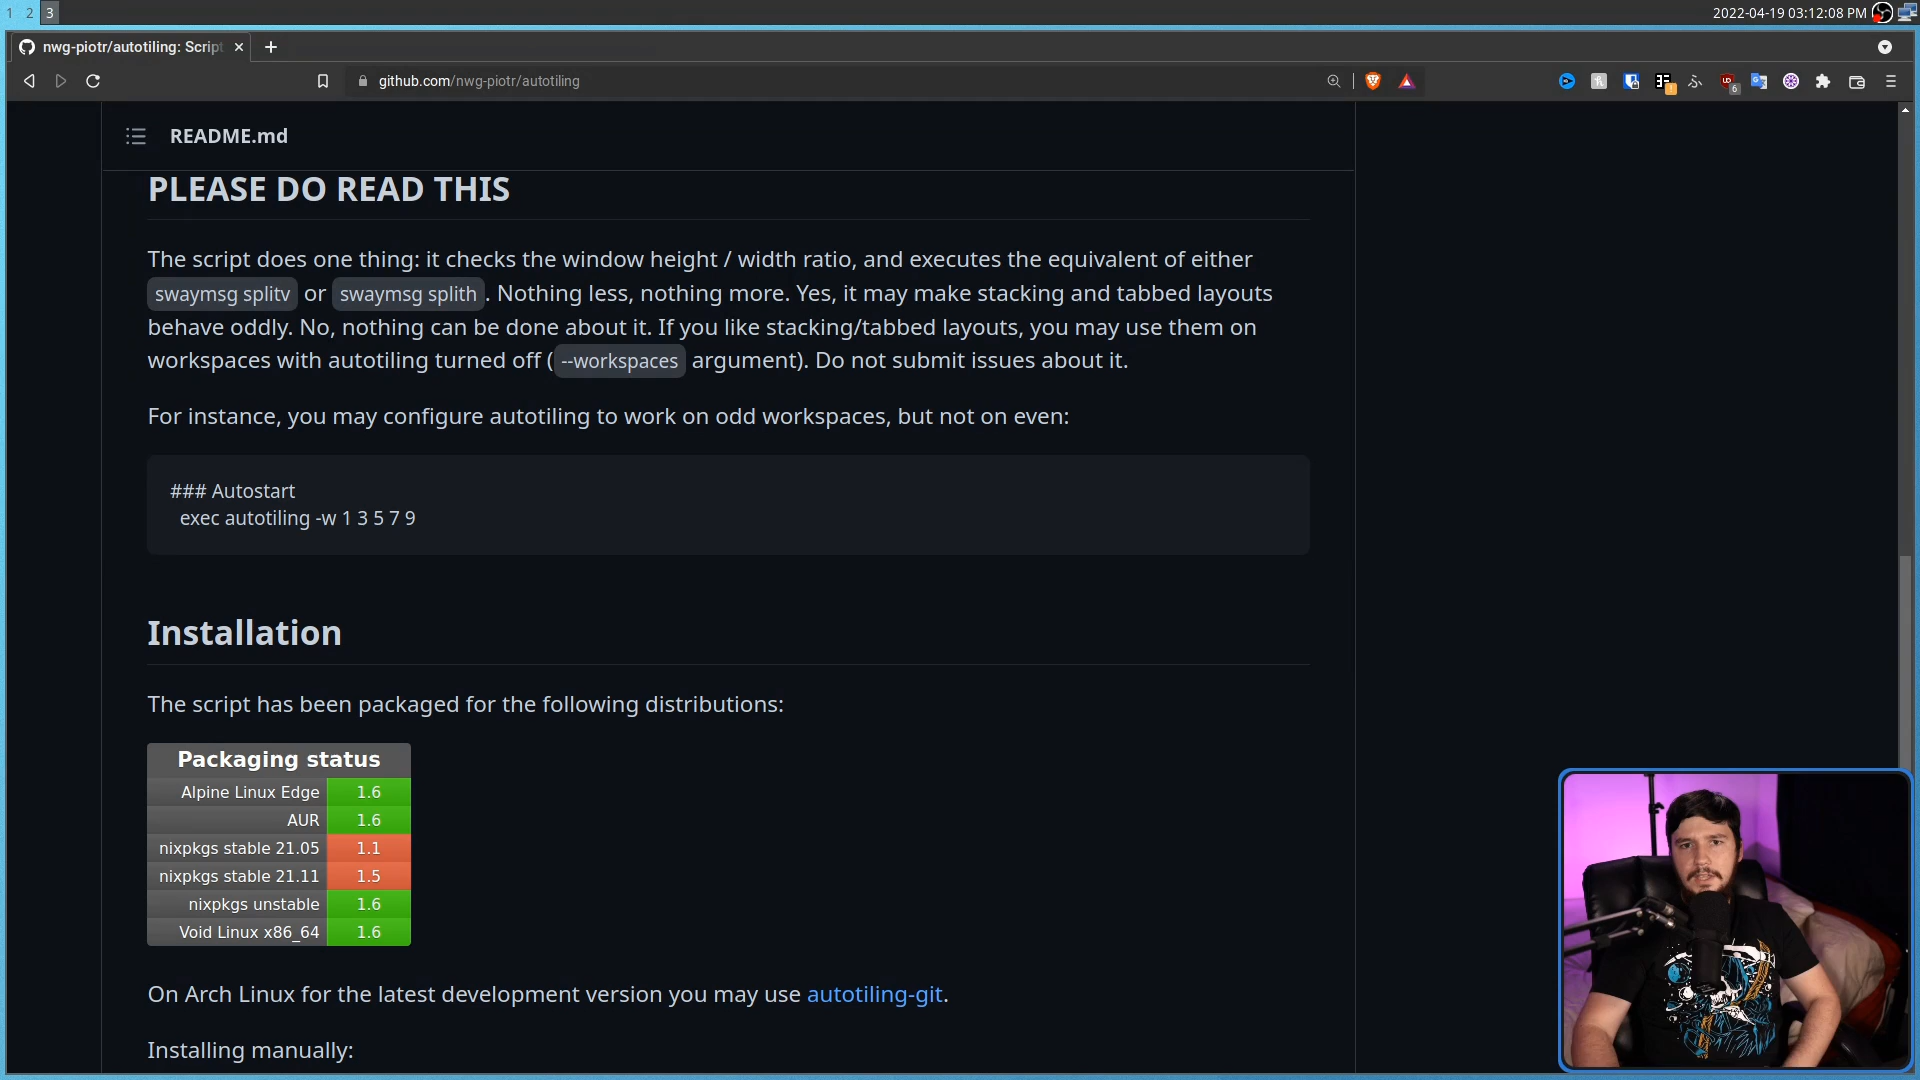 1 2 3
2022-04-19 03:12:08 PM
nwg-piotr/autotiling: Script
github.com/nwg-piotr/autotiling
6
README.md
PLEASE DO READ THIS
The script does one thing: it checks the window height / width ratio, and executes the equivalent of either
swaymsg splitv or swaymsg splith. Nothing less, nothing more. Yes, it may make stacking and tabbed layouts
behave oddly. No, nothing can be done about it. If you like stacking/tabbed layouts, you may use them on
workspaces with autotiling turned off (--workspaces argument). Do not submit issues about it.
For instance, you may configure autotiling to work on odd workspaces, but not on even:
### Autostart
exec autotiling -w 1 3 5 7 9
Installation
The script has been packaged for the following distributions:
Packaging status
Alpine Linux Edge 1.6
AUR 1.6
nixpkgs stable 21.05 1.1
nixpkgs stable 21.11 1.5
nixpkgs unstable 1.6
Void Linux x86_64 1.6
On Arch Linux for the latest development version you may use autotiling-git.
Installing manually: